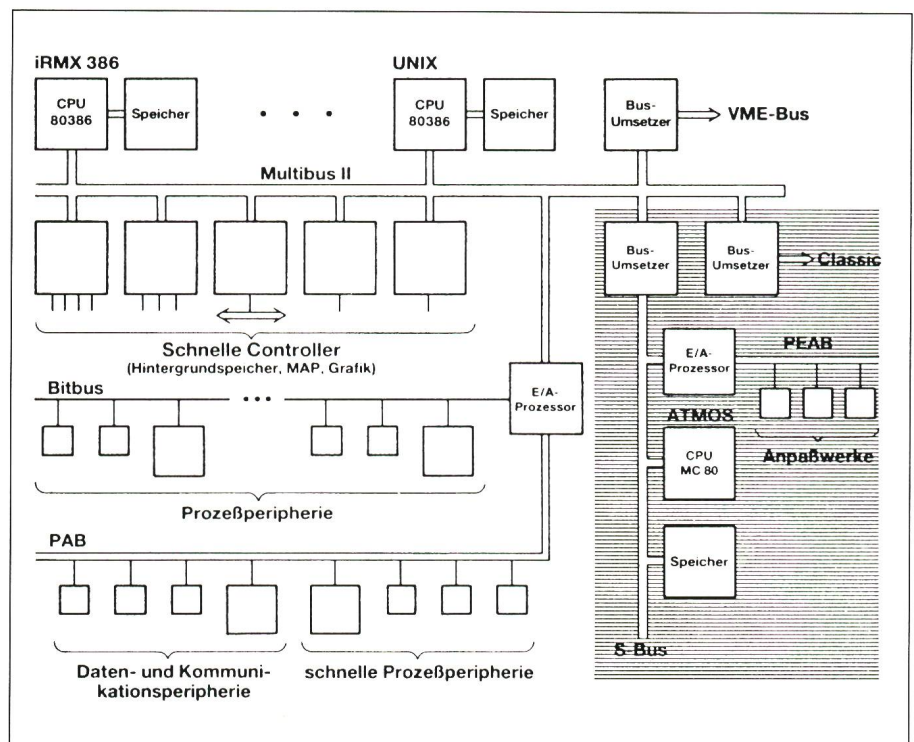 iRMX 386
UNIX
CPU
80386
Speicher
• • •
CPU
80386
Speicher
Bus-
Umsetzer
VME-Bus
Multibus II
Bus-
Umsetzer
Bus-
Umsetzer
Classic
Schnelle Controller
(Hintergrundspeicher, MAP, Grafik)
E/A-
Prozessor
PEAB
Bitbus
•••
E/A-
Prozessor
ATMOS
CPU
MC 80
Anpaßwerke
Prozeßperipherie
PAB
Speicher
S-Bus
Daten- und Kommuni-
kationsperipherie
schnelle Prozeßperipherie